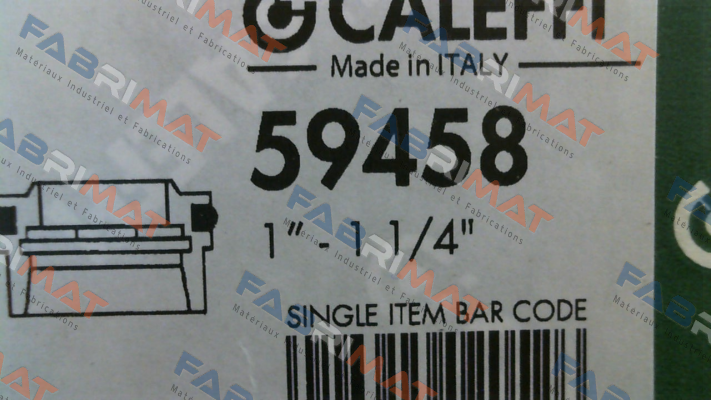 CALEFFI
Made in ITALY
59458
1" - 1 1/4"
SINGLE ITEM BAR CODE
FABRIMAT
Materiaux Industriel et Fabrications